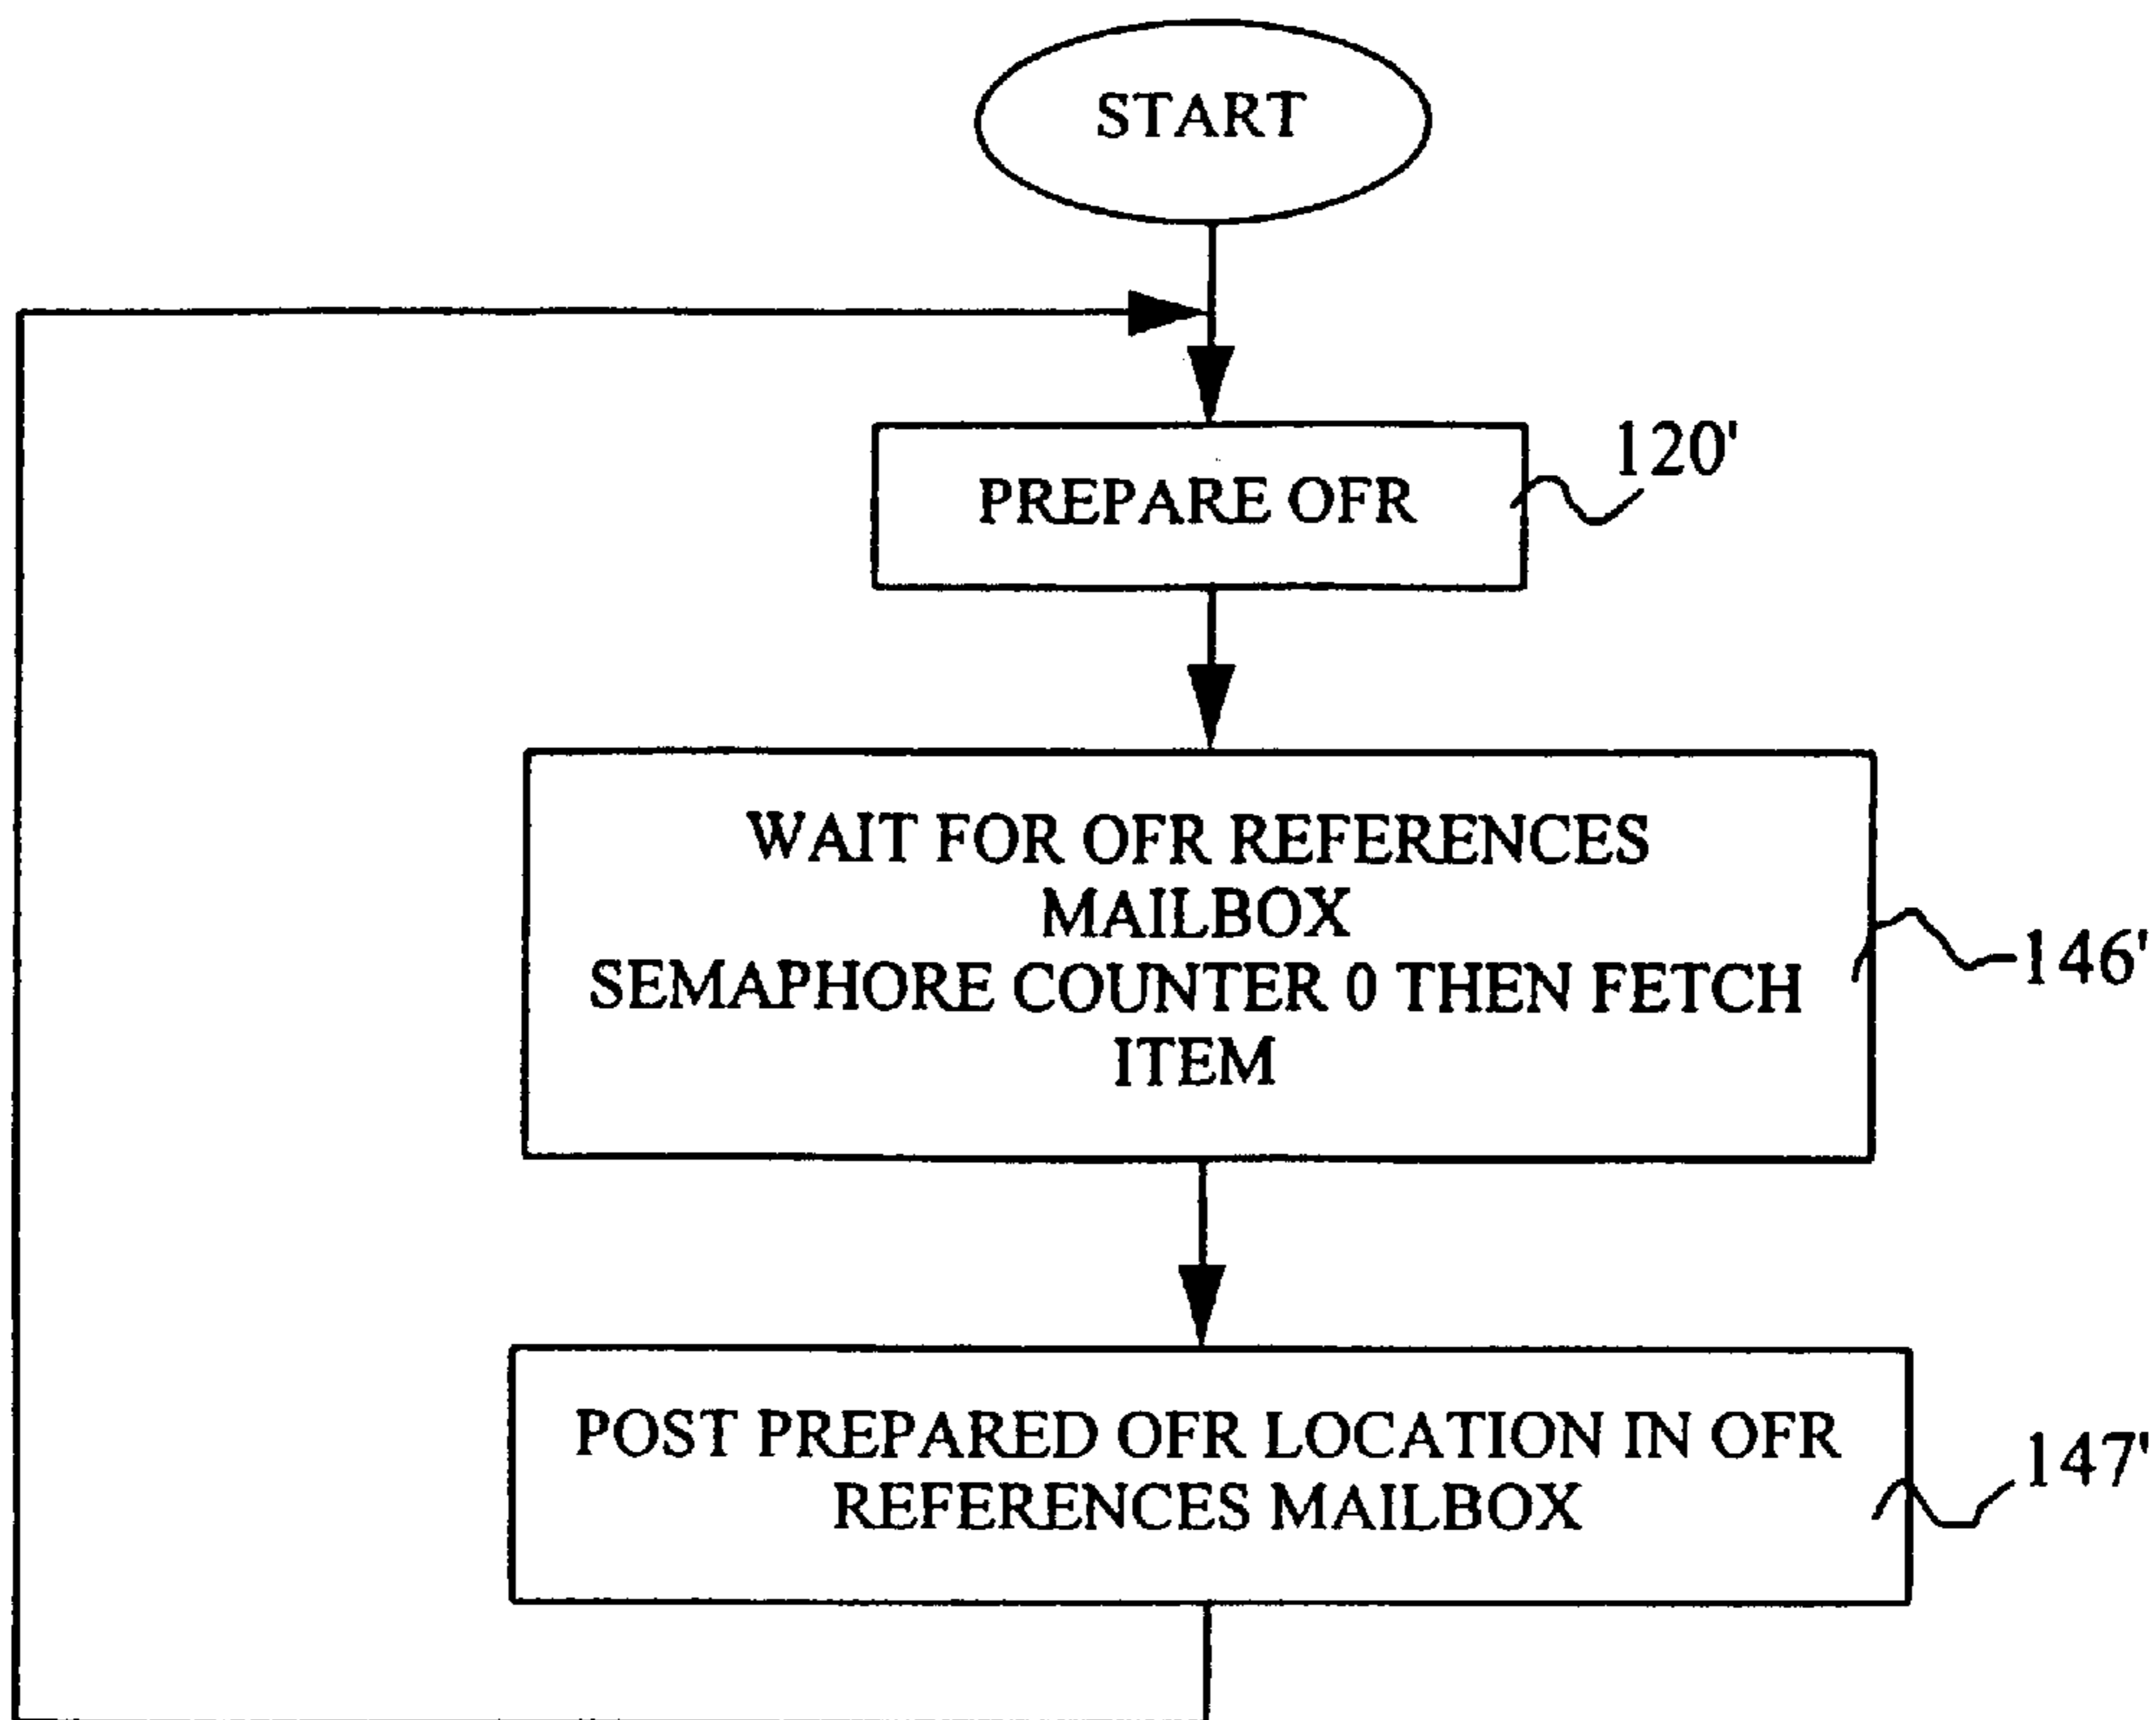 START
PREPARE OFR
120'
WAIT FOR OFR REFERENCES
MAILBOX
SEMAPHORE COUNTER 0 THEN FETCH
ITEM
146'
POST PREPARED OFR LOCATION IN OFR
REFERENCES MAILBOX
147'